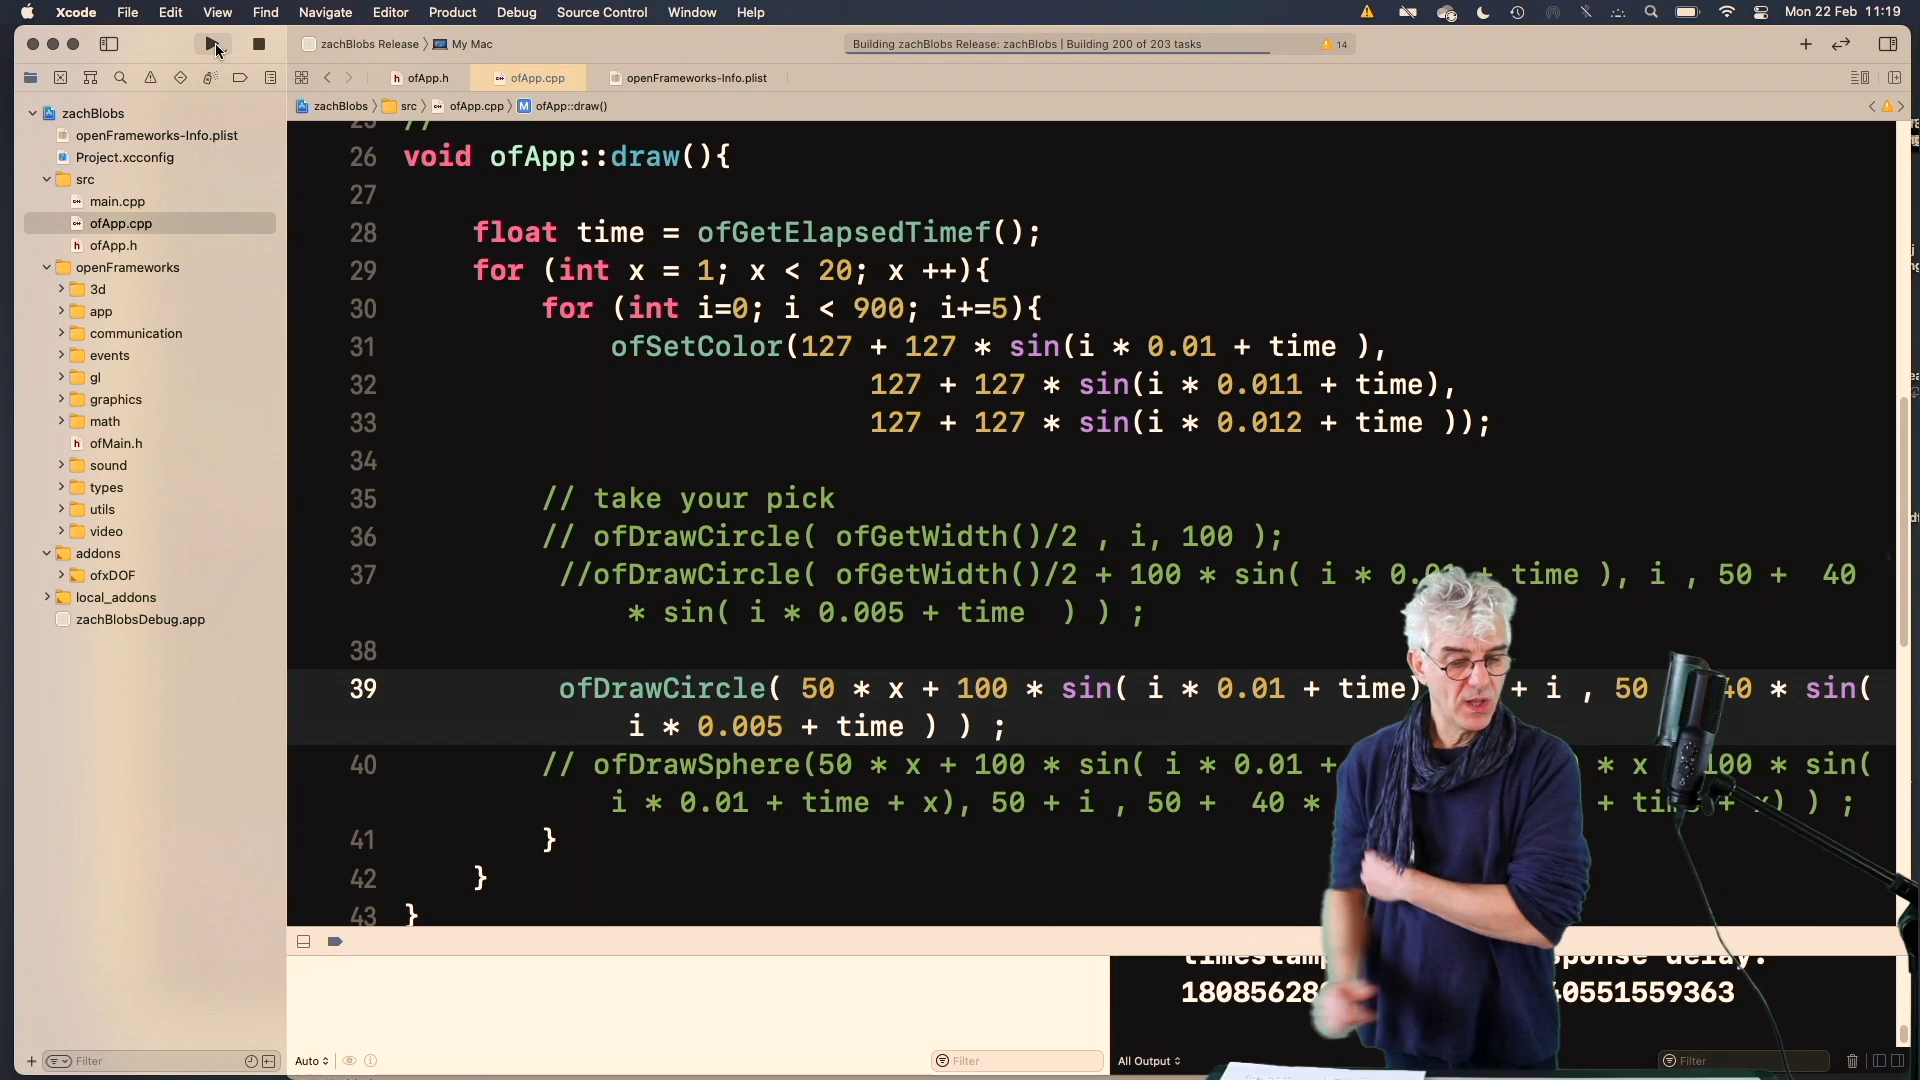 Xcode File Edit View Find Navigate Editor Product Debug Source Control Window Help Mon 22 Feb 11:19
zachBlobs Release My Mac Building zachBlobs Release: zachBlobs | Building 200 of 203 tasks 14
ofApp.h ofApp.cpp openFrameworks-Info.plist
zachBlobs src ofApp.cpp M ofApp::draw()
zachBlobs
openFrameworks-Info.plist
Project.xcconfig
src
main.cpp
ofApp.cpp
ofApp.h
openFrameworks
3d
app
communication
events
gl
graphics
math
ofMain.h
sound
types
utils
video
addons
ofxDOF
local_addons
zachBlobsDebug.app
Filter
25 //
26 void ofApp::draw(){
27
28 float time = ofGetElapsedTimef();
29 for (int x = 1; x < 20; x ++){
30 for (int i=0; i < 900; i+=5){
31 ofSetColor(127 + 127 * sin(i * 0.01 + time ),
32 127 + 127 * sin(i * 0.011 + time),
33 127 + 127 * sin(i * 0.012 + time ));
34
35 // take your pick
36 // ofDrawCircle( ofGetWidth()/2 , i, 100 );
37 //ofDrawCircle( ofGetWidth()/2 + 100 * sin( i * 0.01 + time ), i , 50 + 40
* sin( i * 0.005 + time ) ) ;
38
39 ofDrawCircle( 50 * x + 100 * sin( i * 0.01 + time) + i , 50 40 * sin(
i * 0.005 + time ) ) ;
40 // ofDrawSphere(50 * x + 100 * sin( i * 0.01 + * x 100 * sin(
i * 0.01 + time + x), 50 + i , 50 + 40 * + time + x) ) ;
41 }
42 }
43 }
delay:
Auto Filter All Output Filter